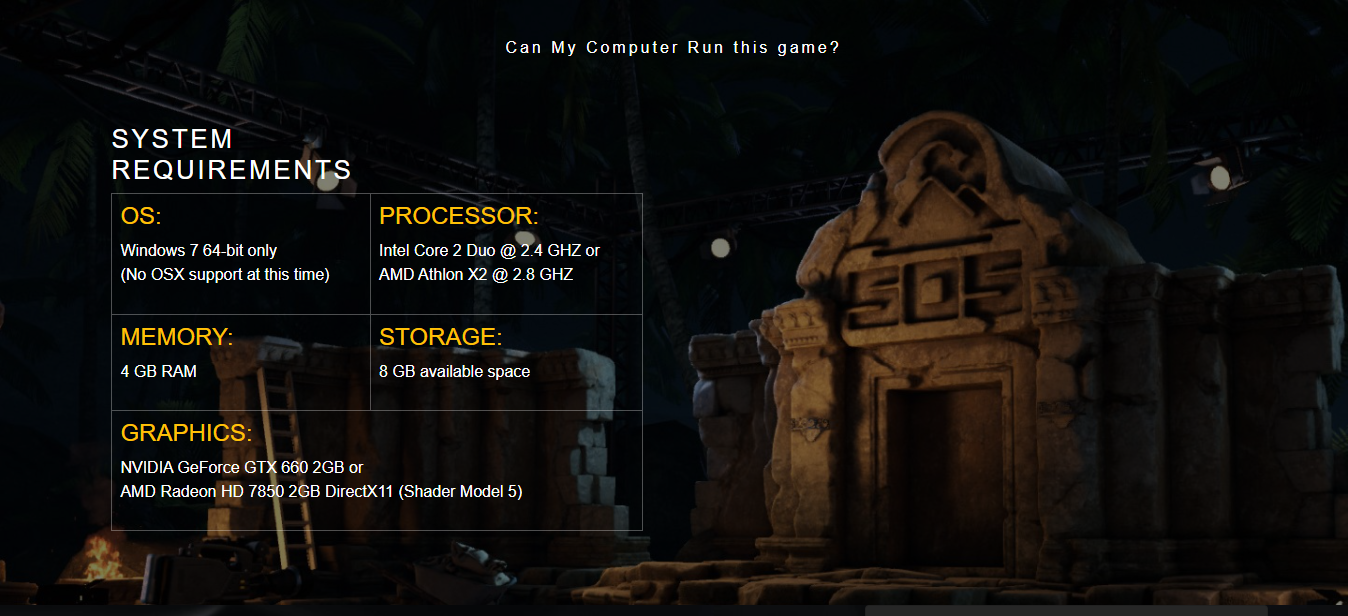 Can My Computer Run this game?
SYSTEM
REQUIREMENTS
OS:
Windows 7 64-bit only
(No OSX support at this time)
PROCESSOR:
Intel Core 2 Duo @ 2.4 GHZ or
AMD Athlon X2 @ 2.8 GHZ
MEMORY:
4 GB RAM
STORAGE:
8 GB available space
GRAPHICS:
NVIDIA GeForce GTX 660 2GB or
AMD Radeon HD 7850 2GB DirectX11 (Shader Model 5)
SOS